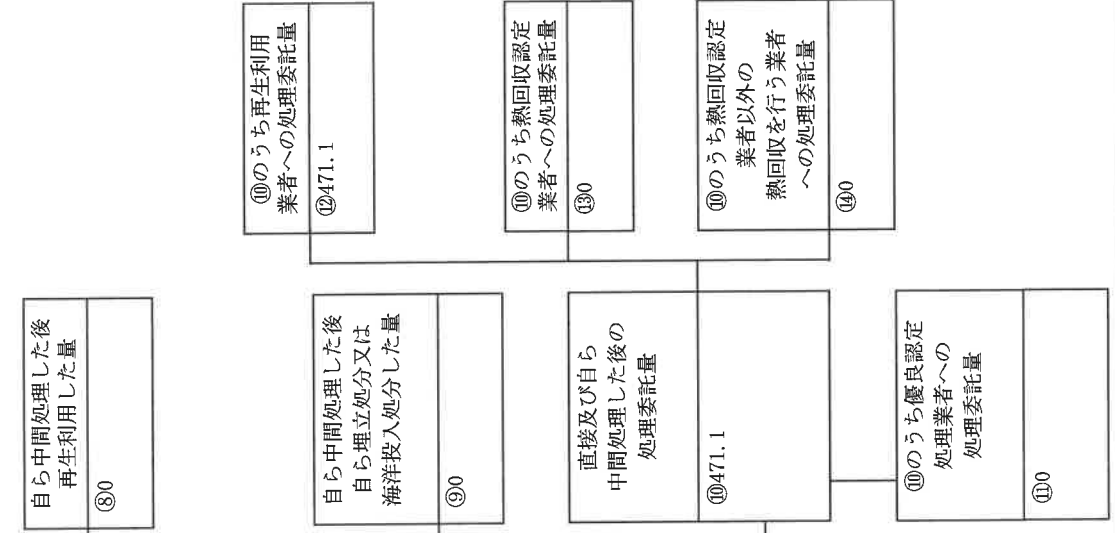 自ら中間処理した後
再生利用した量
⑧0
自ら中間処理した後
自ら埋立処分又は
海洋投入処分した量
⑨0
直接及び自ら
中間処理した後の
処理委託量
⑩471.1
⑩のうち優良認定
処理業者への
処理委託量
⑪0
⑩のうち再生利用
業者への処理委託量
⑫471.1
⑩のうち熱回収認定
業者への処理委託量
⑬0
⑩のうち熱回収認定
業者以外の
熱回収を行う業者
への処理委託量
⑭0